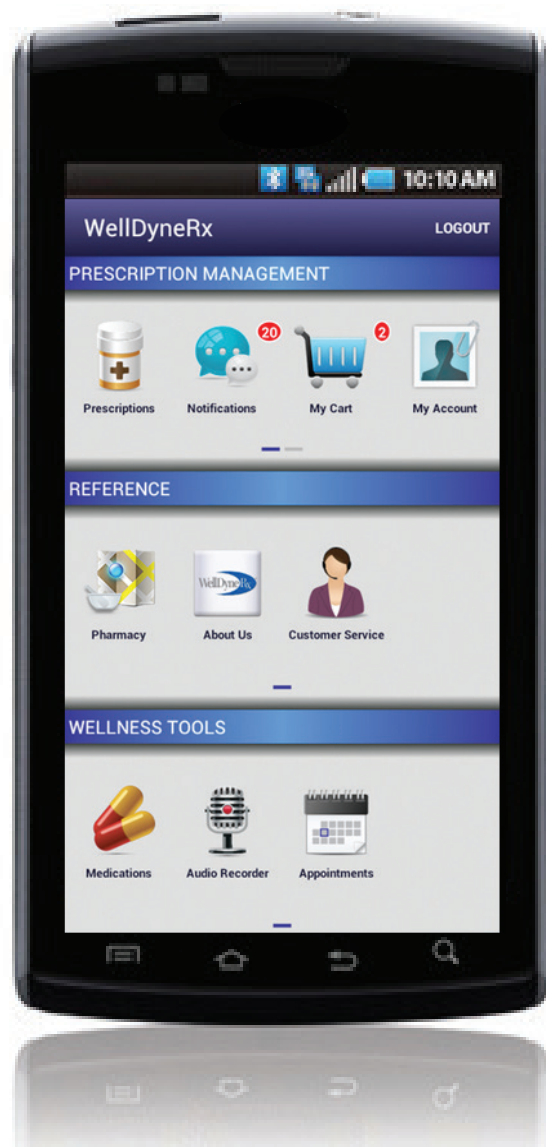 10:10 AM
WellDyneRx LOGOUT
PRESCRIPTION MANAGEMENT
20 2
Prescriptions Notifications My Cart My Account
REFERENCE
WellDyneRx
Pharmacy About Us Customer Service
WELLNESS TOOLS
Medications Audio Recorder Appointments